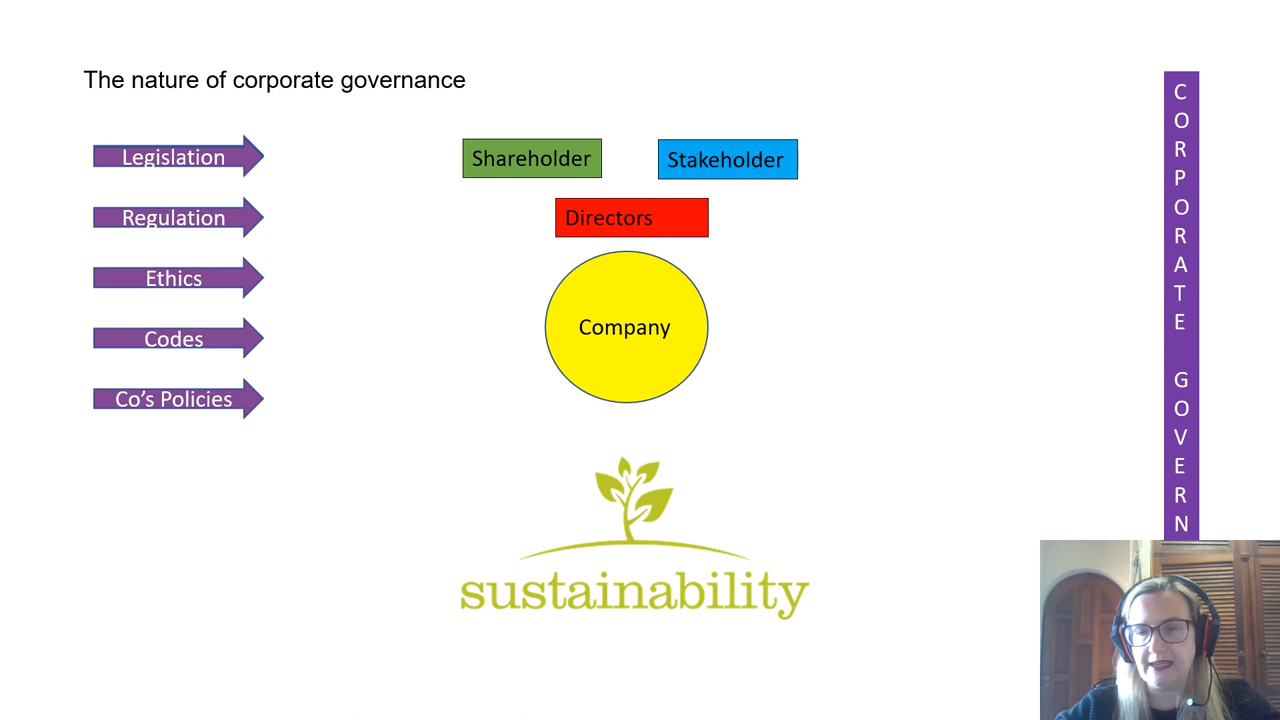 The nature of corporate governance
Legislation
Shareholder
Stakeholder
Regulation
Directors
Ethics
Company
Codes
Co's Policies
sustainability
C
O
R
P
O
R
A
T
E
G
O
V
E
R
N